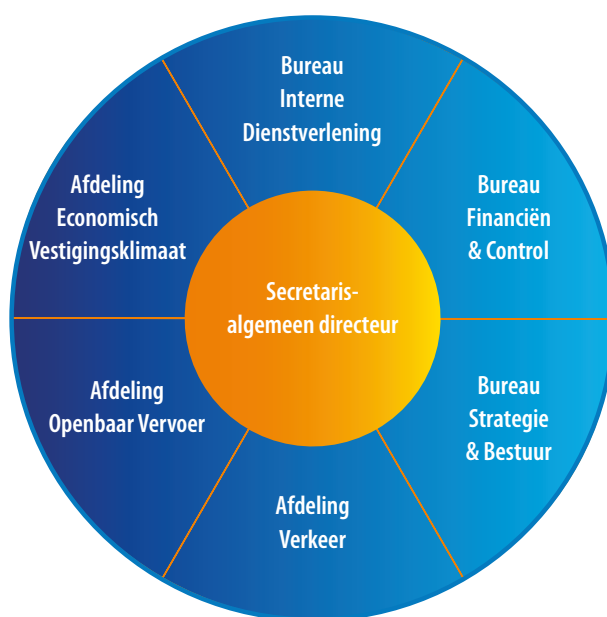 Bureau
Interne
Dienstverlening
Bureau
Financiën
& Control
Bureau
Strategie
& Bestuur
Afdeling
Verkeer
Afdeling
Openbaar Vervoer
Afdeling
Economisch
Vestigingsklimaat
Secretaris-
algemeen directeur